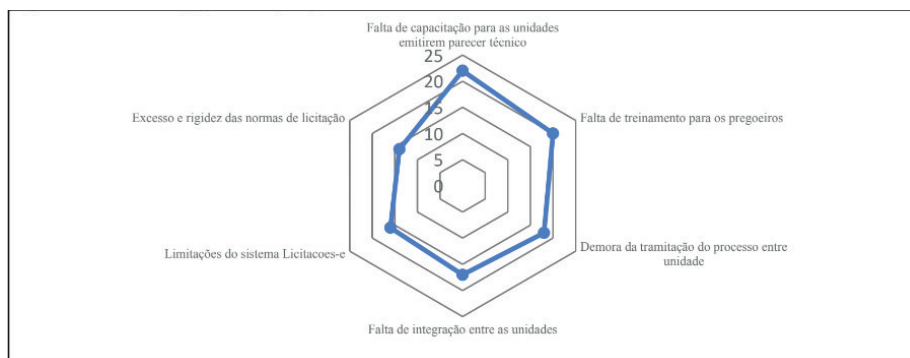 Falta de capacitação para as unidades
emitirem parecer técnico
25
20
15
10
5
0
Excesso e rigidez das normas de licitação
Falta de treinamento para os pregoeiros
Limitações do sistema Licitacoes-e
Demora da tramitação do processo entre
unidade
Falta de integração entre as unidades